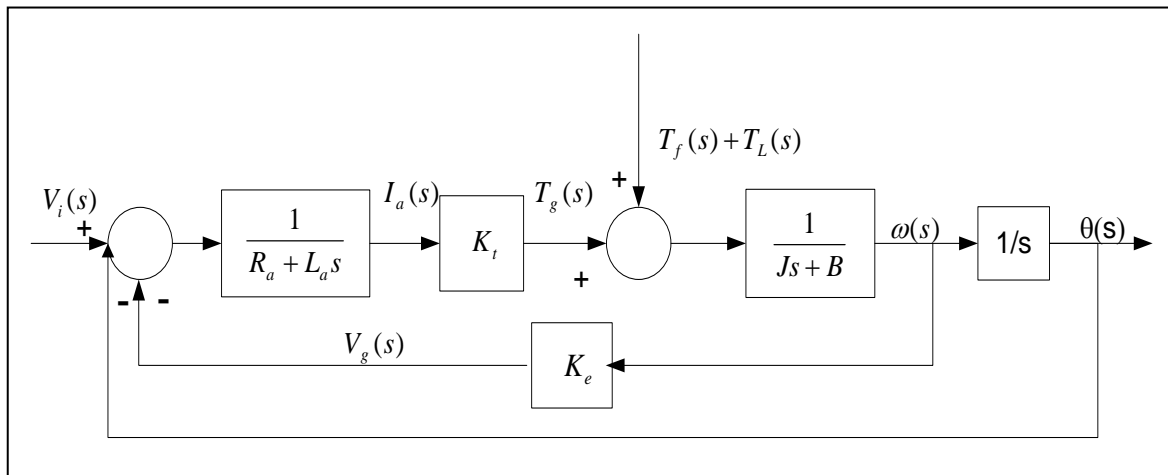 T_f(s)+T_L(s)
+
V_i(s)
+
1/(R_a + L_a s)
I_a(s)
K_t
T_g(s)
+
1/(Js + B)
ω(s)
1/s
θ(s)
- -
V_g(s)
K_e